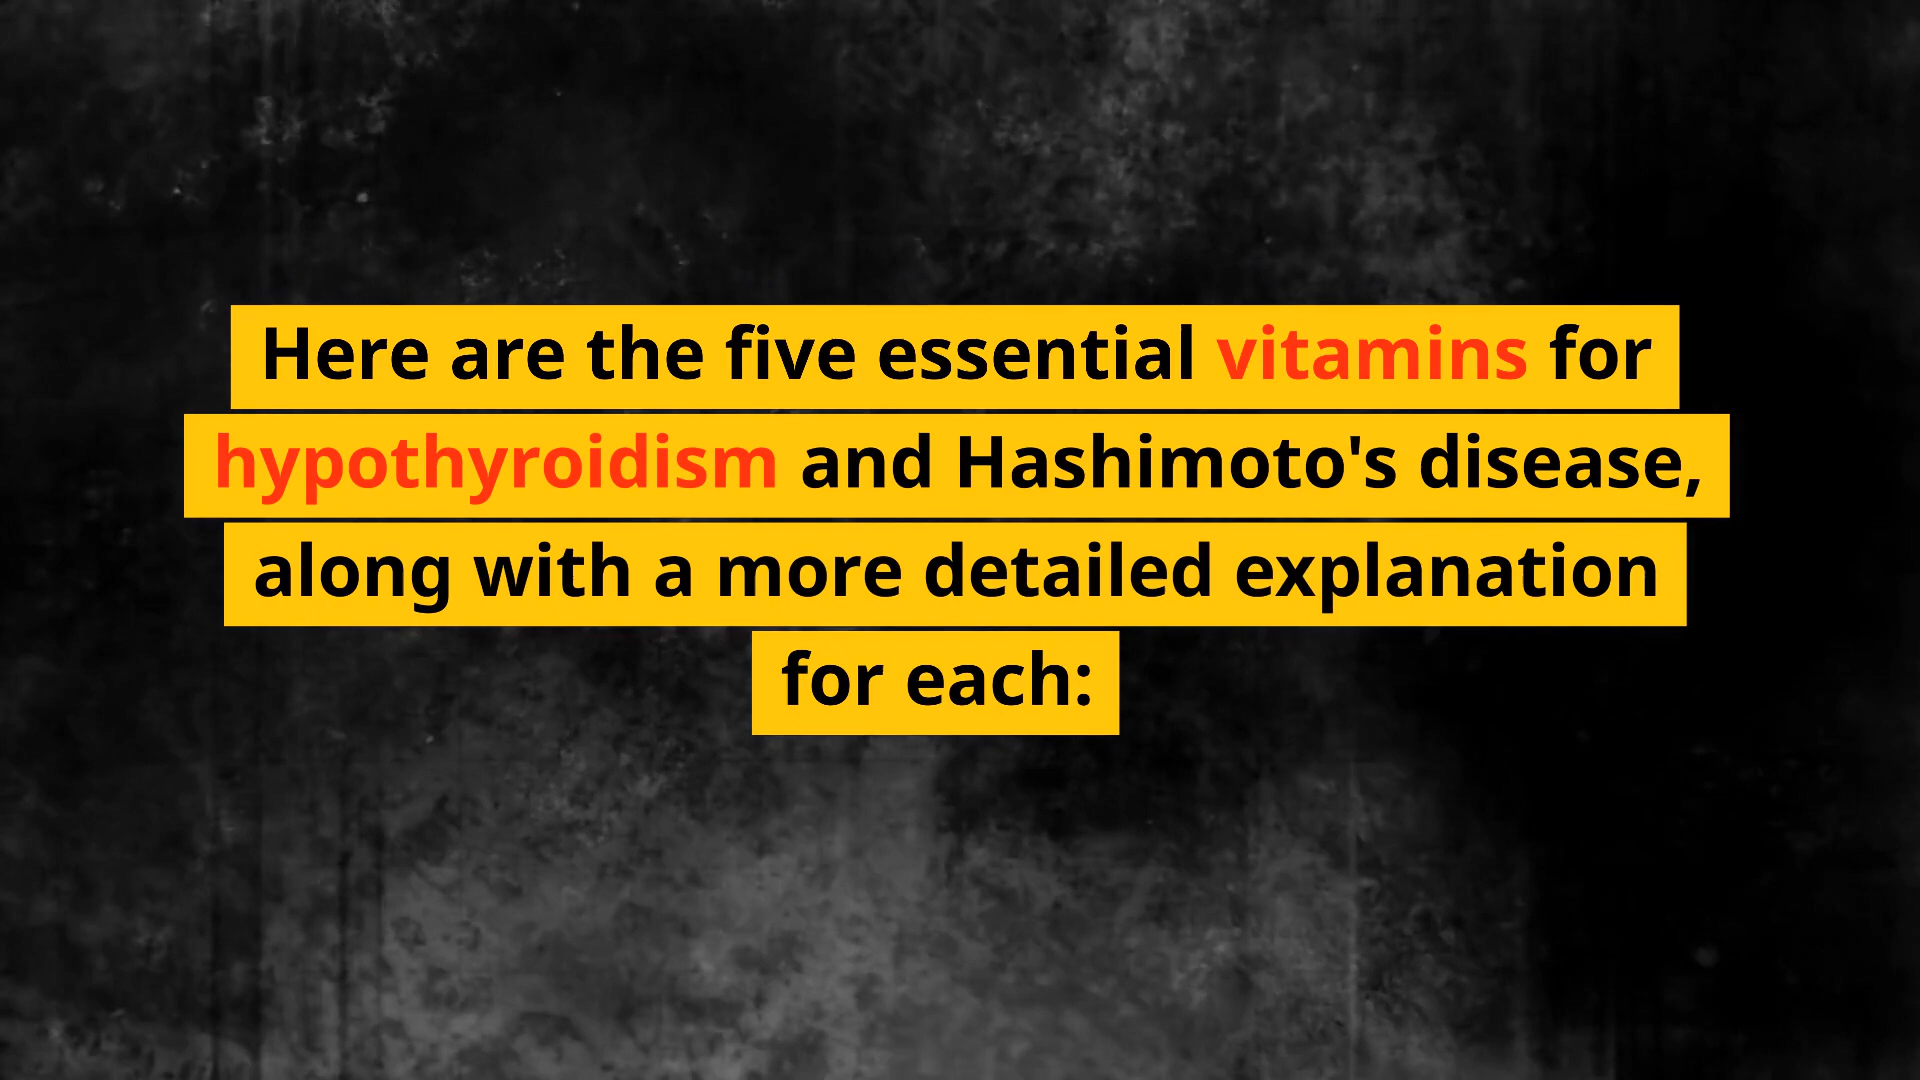 Here are the five essential vitamins for
hypothyroidism and Hashimoto's disease,
along with a more detailed explanation
for each: